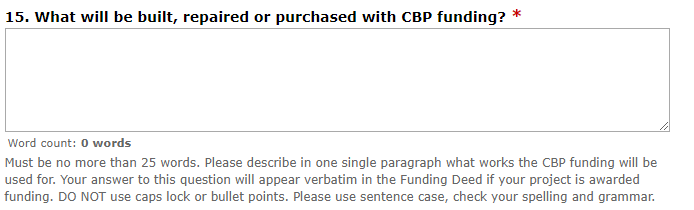 15. What will be built, repaired or purchased with CBP funding? *
Word count: 0 words
Must be no more than 25 words. Please describe in one single paragraph what works the CBP funding will be
used for. Your answer to this question will appear verbatim in the Funding Deed if your project is awarded
funding. DO NOT use caps lock or bullet points. Please use sentence case, check your spelling and grammar.